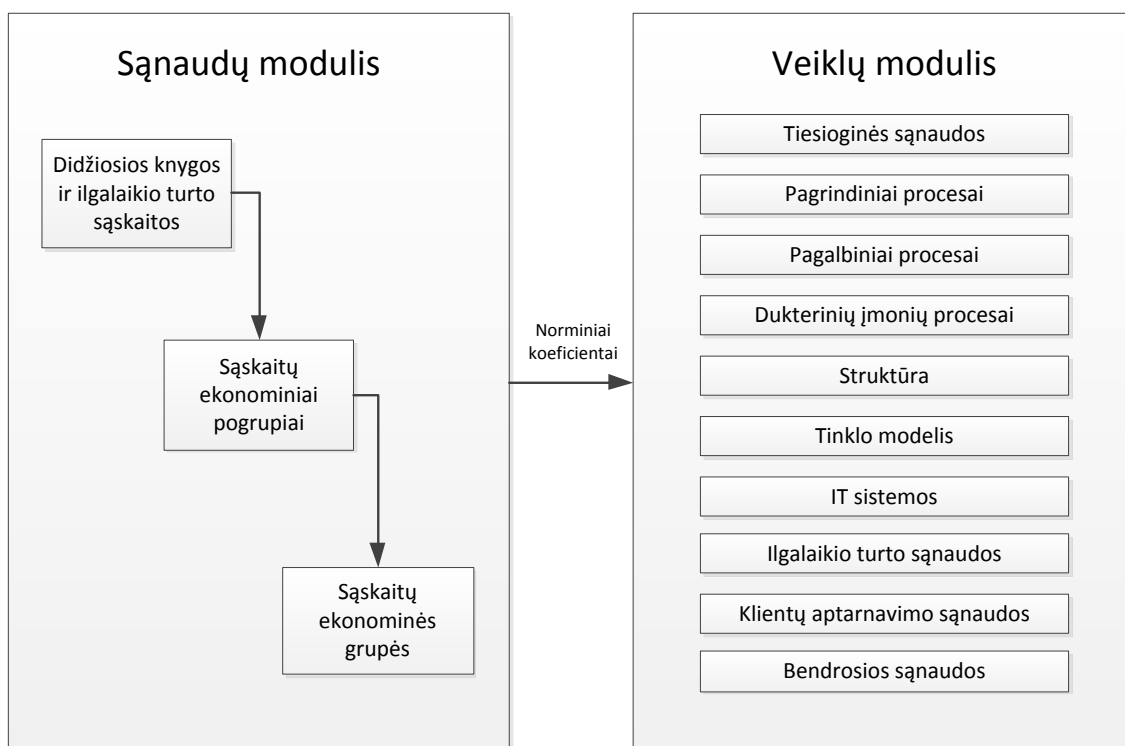 Sąnaudų modulis
Didžiosios knygos
ir ilgalaikio turto
sąskaitos
Sąskaitų
ekonominiai
pogrupiai
Sąskaitų
ekonominės
grupės
Norminiai
koeficientai
Veiklų modulis
Tiesioginės sąnaudos
Pagrindiniai procesai
Pagalbiniai procesai
Dukterinių įmonių procesai
Struktūra
Tinklo modelis
IT sistemos
Ilgalaikio turto sąnaudos
Klientų aptarnavimo sąnaudos
Bendrosios sąnaudos